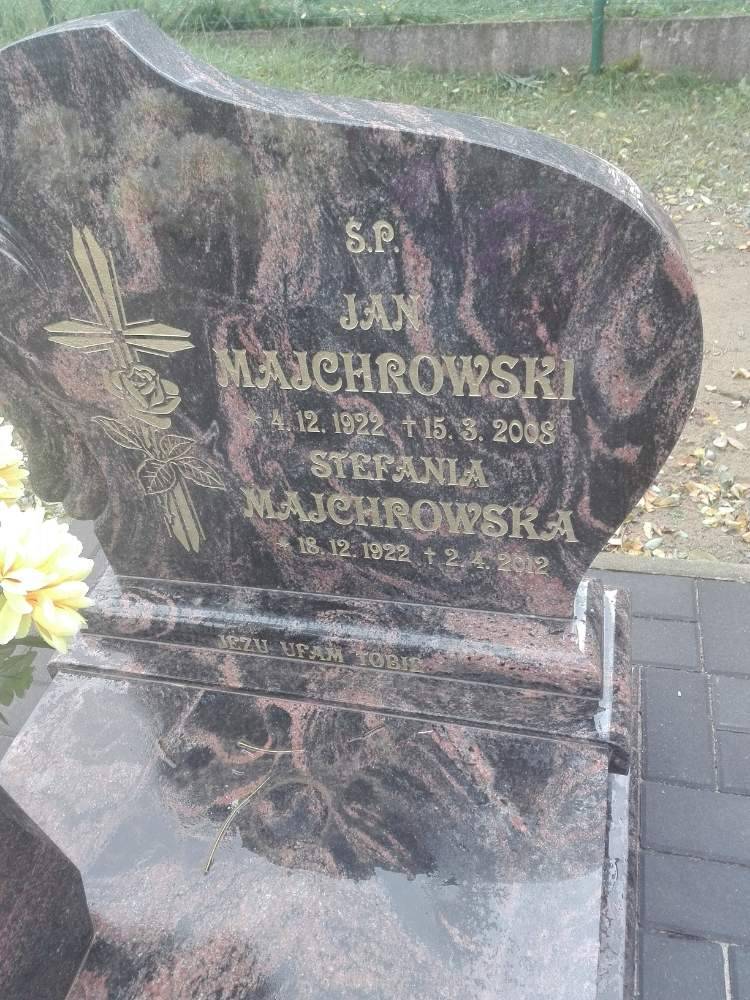 Ś.P.
JAN
MAJCHROWSKI
* 4.12.1922 † 15.3.2008
STEFANIA
MAJCHROWSKA
* 18.12.1922 † 2.4.2012
JEZU UFAM TOBIE